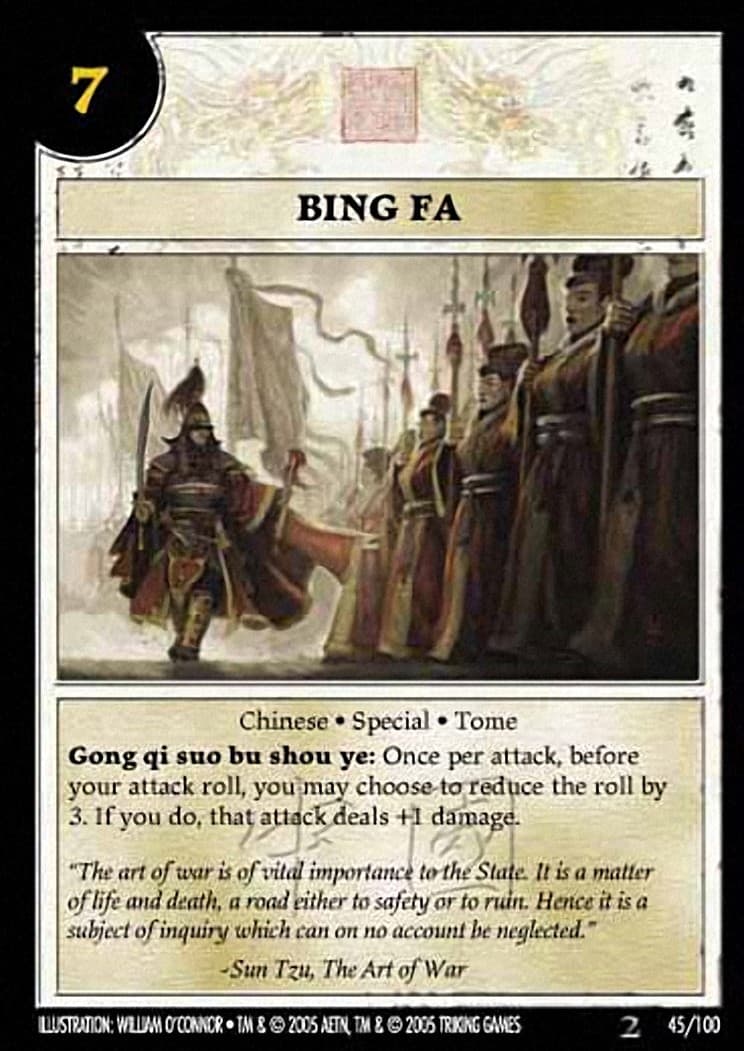 7
BING FA
Chinese • Special • Tome
Gong qi suo bu shou ye: Once per attack, before
your attack roll, you may choose to reduce the roll by
3. If you do, that attack deals +1 damage.
中國
"The art of war is of vital importance to the State. It is a matter
of life and death, a road either to safety or to ruin. Hence it is a
subject of inquiry which can on no account be neglected."
-Sun Tzu, The Art of War
ILLUSTRATION: WILLIAM O'CONNOR • TM & © 2005 AETN, TM & © 2005 TRIKING GAMES
2 45/100